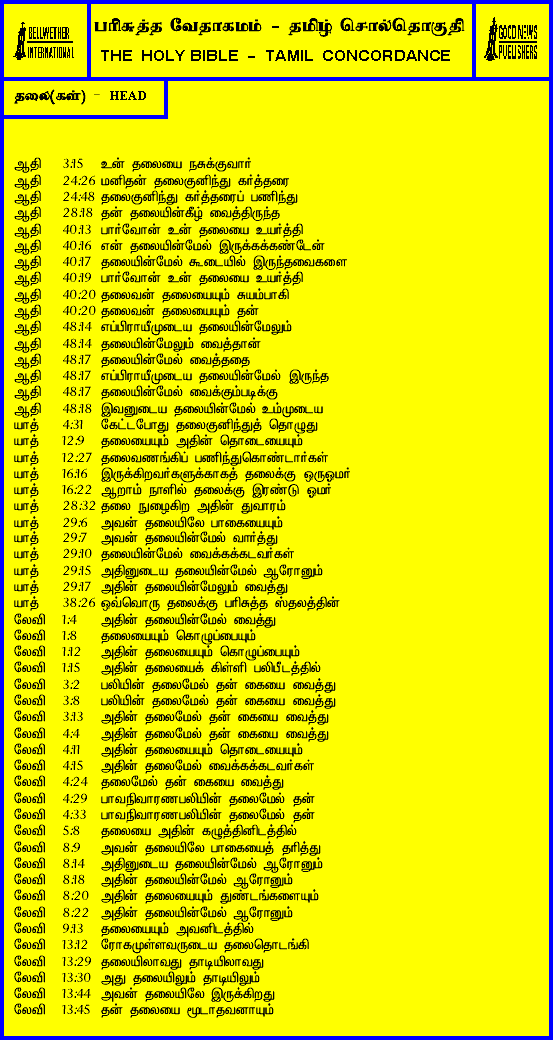 BELLWETHER
INTERNATIONAL
பரிசுத்த வேதாகமம் - தமிழ் சொல்தொகுதி
THE HOLY BIBLE - TAMIL CONCORDANCE
GOOD NEWS
PUBLISHERS
தலை(கள்) - HEAD
ஆதி 3:15 உன் தலையை நசுக்குவார்
ஆதி 24:26 மனிதன் தலைகுனிந்து கர்த்தரை
ஆதி 24:48 தலைகுனிந்து கர்த்தரைப் பணிந்து
ஆதி 28:18 தன் தலையின்கீழ் வைத்திருந்த
ஆதி 40:13 பார்வோன் உன் தலையை உயர்த்தி
ஆதி 40:16 என் தலையின்மேல் இருக்கக்கண்டேன்
ஆதி 40:17 தலையின்மேல் கூடையில் இருந்தவைகளை
ஆதி 40:19 பார்வோன் உன் தலையை உயர்த்தி
ஆதி 40:20 தலைவன் தலையையும் சுயம்பாகி
ஆதி 40:20 தலைவன் தலையையும் தன்
ஆதி 48:14 எப்பிராயீமுடைய தலையின்மேலும்
ஆதி 48:14 தலையின்மேலும் வைத்தான்
ஆதி 48:17 தலையின்மேல் வைத்ததை
ஆதி 48:17 எப்பிராயீமுடைய தலையின்மேல் இருந்த
ஆதி 48:17 தலையின்மேல் வைக்கும்படிக்கு
ஆதி 48:18 இவனுடைய தலையின்மேல் உம்முடைய
யாத் 4:31 கேட்டபோது தலைகுனிந்துத் தொழுது
யாத் 12:9 தலையையும் அதின் தொடையையும்
யாத் 12:27 தலைவணங்கிப் பணிந்துகொண்டார்கள்
யாத் 16:16 இருக்கிறவர்களுக்காகத் தலைக்கு ஒருஓமர்
யாத் 16:22 ஆறாம் நாளில் தலைக்கு இரண்டு ஓமர்
யாத் 28:32 தலை நுழைகிற அதின் துவாரம்
யாத் 29:6 அவன் தலையிலே பாகையையும்
யாத் 29:7 அவன் தலையின்மேல் வார்த்து
யாத் 29:10 தலையின்மேல் வைக்கக்கடவர்கள்
யாத் 29:15 அதினுடைய தலையின்மேல் ஆரோனும்
யாத் 29:17 அதின் தலையின்மேலும் வைத்து
யாத் 38:26 ஒவ்வொரு தலைக்கு பரிசுத்த ஸ்தலத்தின்
லேவி 1:4 அதின் தலையின்மேல் வைத்து
லேவி 1:8 தலையையும் கொழுப்பையும்
லேவி 1:12 அதின் தலையையும் கொழுப்பையும்
லேவி 1:15 அதின் தலையைக் கிள்ளி பலிபீடத்தில்
லேவி 3:2 பலியின் தலைமேல் தன் கையை வைத்து
லேவி 3:8 பலியின் தலைமேல் தன் கையை வைத்து
லேவி 3:13 அதின் தலைமேல் தன் கையை வைத்து
லேவி 4:4 அதின் தலைமேல் தன் கையை வைத்து
லேவி 4:11 அதின் தலையையும் தொடையையும்
லேவி 4:15 அதின் தலைமேல் வைக்கக்கடவர்கள்
லேவி 4:24 தலைமேல் தன் கையை வைத்து
லேவி 4:29 பாவநிவாரணபலியின் தலைமேல் தன்
லேவி 4:33 பாவநிவாரணபலியின் தலைமேல் தன்
லேவி 5:8 தலையை அதின் கழுத்தினிடத்தில்
லேவி 8:9 அவன் தலையிலே பாகையைத் தரித்து
லேவி 8:14 அதினுடைய தலையின்மேல் ஆரோனும்
லேவி 8:18 அதின் தலையின்மேல் ஆரோனும்
லேவி 8:20 அதின் தலையையும் துண்டங்களையும்
லேவி 8:22 அதின் தலையின்மேல் ஆரோனும்
லேவி 9:13 தலையையும் அவனிடத்தில்
லேவி 13:12 ரோகமுள்ளவருடைய தலைதொடங்கி
லேவி 13:29 தலையிலாவது தாடியிலாவது
லேவி 13:30 அது தலையிலும் தாடியிலும்
லேவி 13:44 அவன் தலையிலே இருக்கிறது
லேவி 13:45 தன் தலையை மூடாதவனாயும்